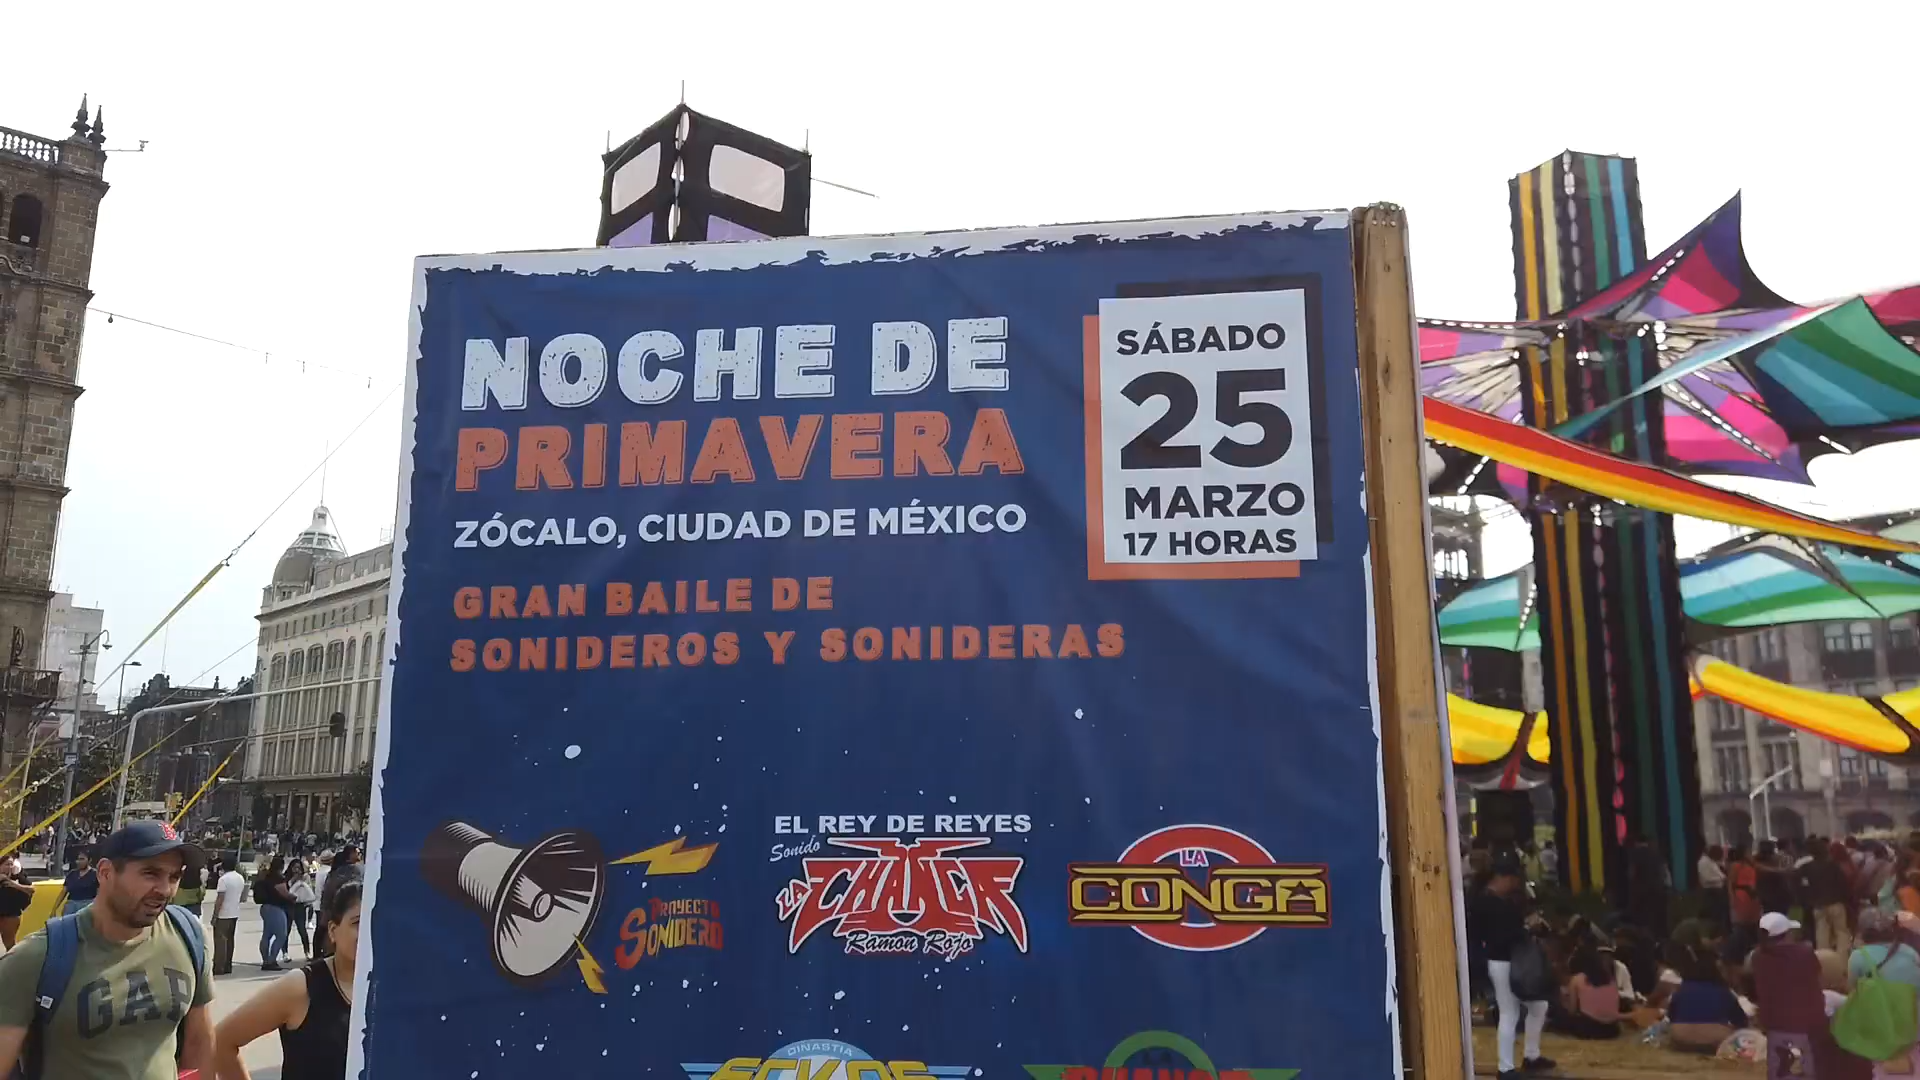 NOCHE DE
PRIMAVERA
ZÓCALO, CIUDAD DE MÉXICO
GRAN BAILE DE
SONIDEROS Y SONIDERAS
SÁBADO
25
MARZO
17 HORAS
PROYECTO
SONIDERO
EL REY DE REYES
Sonido
LA CHANGA
Ramon Rojo
LA
CONGA
DINASTIA
GAP